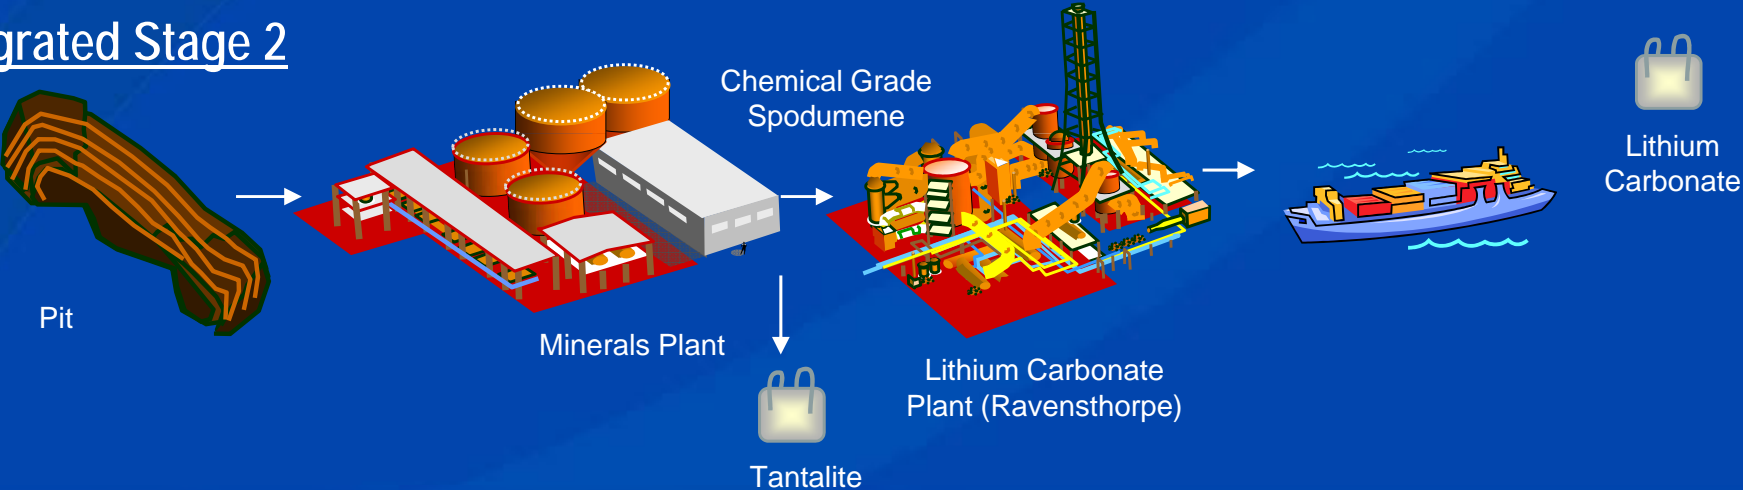 grated Stage 2
Chemical Grade
Spodumene
Lithium
Carbonate
Pit
Minerals Plant
Lithium Carbonate
Plant (Ravensthorpe)
Tantalite